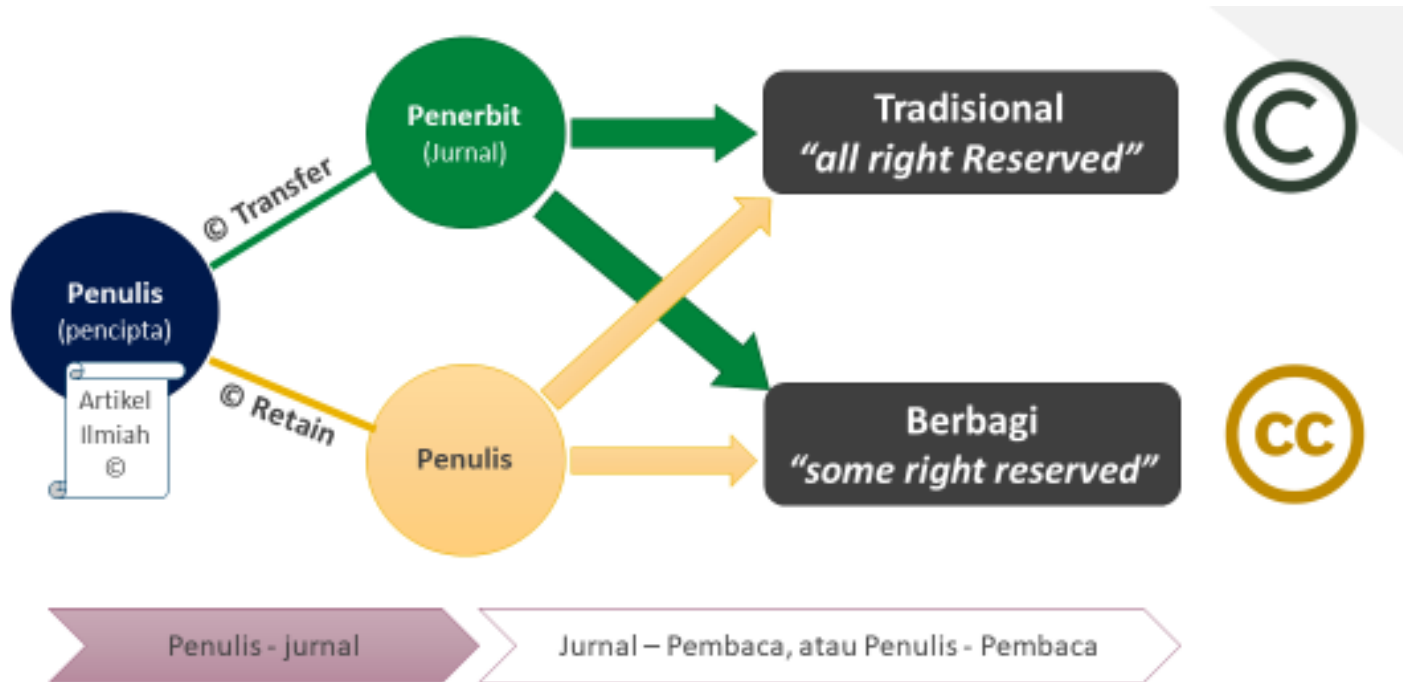 Penulis
(pencipta)
Artikel
Ilmiah
©
© Transfer
© Retain
Penerbit
(Jurnal)
Penulis
Tradisional
“all right Reserved”
C
Berbagi
“some right reserved”
cc
Penulis - jurnal
Jurnal – Pembaca, atau Penulis - Pembaca